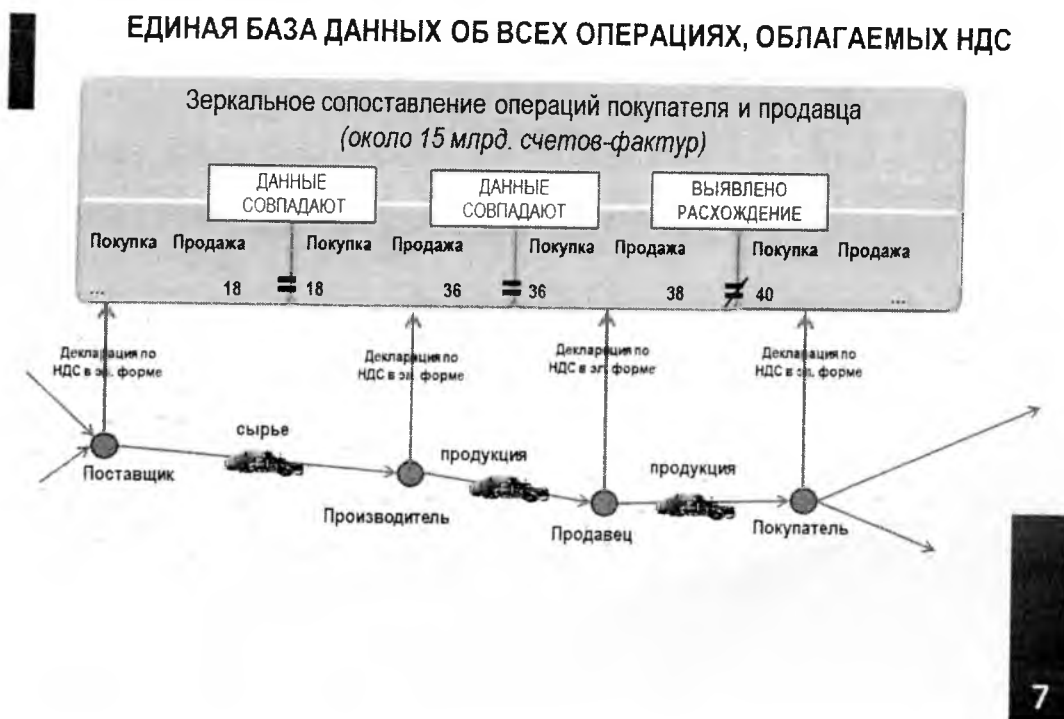 ЕДИНАЯ БАЗА ДАННЫХ ОБ ВСЕХ ОПЕРАЦИЯХ, ОБЛАГАЕМЫХ НДС
Зеркальное сопоставление операций покупателя и продавца
(около 15 млрд. счетов-фактур)
ДАННЫЕ
СОВПАДАЮТ
ДАННЫЕ
СОВПАДАЮТ
ВЫЯВЛЕНО
РАСХОЖДЕНИЕ
Покупка Продажа Покупка Продажа Покупка Продажа Покупка Продажа
... 18 = 18 36 = 36 38 ≠ 40 ...
Декларация по
НДС в эл. форме
Декларация по
НДС в эл. форме
Декларация по
НДС в эл. форме
Декларация по
НДС в эл. форме
сырье
продукция
продукция
Поставщик
Производитель
Продавец
Покупатель
7